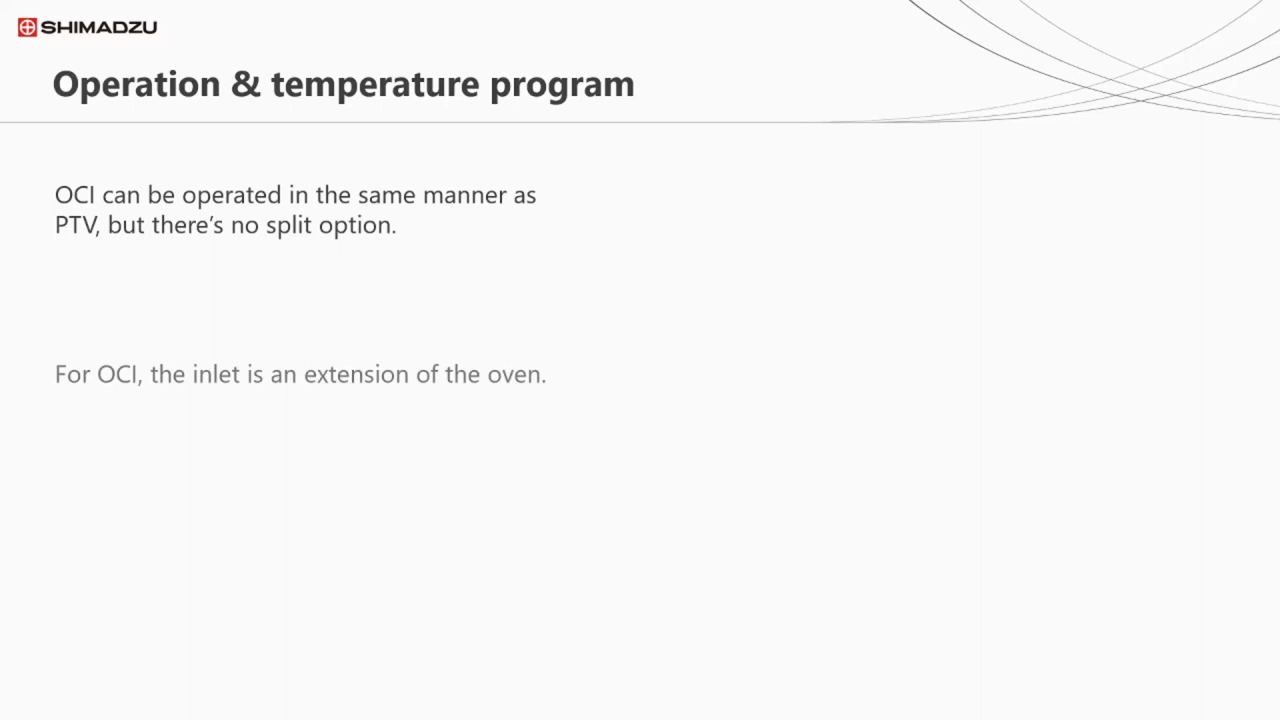 SHIMADZU
Operation & temperature program
OCI can be operated in the same manner as
PTV, but there’s no split option.
For OCI, the inlet is an extension of the oven.